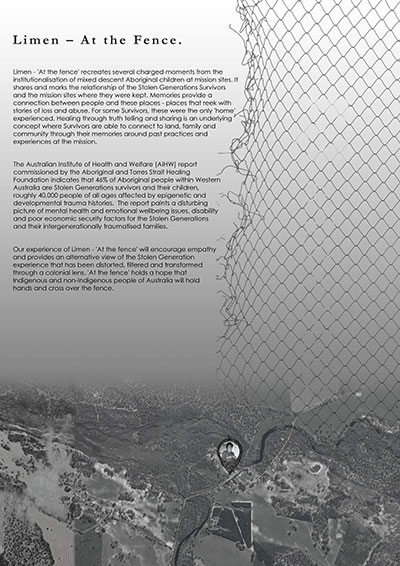 Limen – At the Fence.
Limen - 'At the fence' recreates several charged moments from the
institutionalisation of mixed descent Aboriginal children at mission sites. It
shares and marks the relationship of the Stolen Generations Survivors
and the mission sites where they were kept. Memories provide a
connection between people and these places - places that reek with
stories of loss and abuse. For some Survivors, these were the only 'home'
experienced. Healing through truth telling and sharing is an underlying
concept where Survivors are able to connect to land, family and
community through their memories around past practices and
experiences at the mission.
The Australian Institute of Health and Welfare (AIHW) report
commissioned by the Aboriginal and Torres Strait Healing
Foundation indicates that 46% of Aboriginal people within Western
Australia are Stolen Generations survivors and their children,
roughly 40,000 people of all ages affected by epigenetic and
developmental trauma histories.  The report paints a disturbing
picture of mental health and emotional wellbeing issues, disability
and poor economic security factors for the Stolen Generations
and their intergenerationally traumatised families.
Our experience of Limen - 'At the fence' will encourage empathy
and provides an alternative view of the Stolen Generation
experience that has been distorted, filtered and transformed
through a colonial lens. 'At the fence' holds a hope that
Indigenous and non-indigenous people of Australia will hold
hands and cross over the fence.